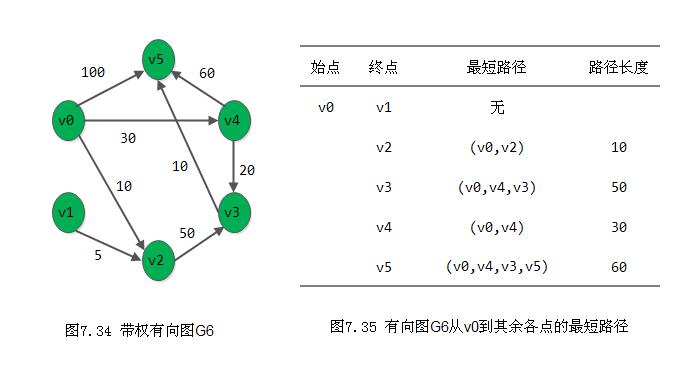 v5
100
60
v0
v4
30
10
20
10
v1
v3
50
5
v2
图7.34 带权有向图G6
始点 终点 最短路径 路径长度
v0 v1 无
v2 (v0,v2) 10
v3 (v0,v4,v3) 50
v4 (v0,v4) 30
v5 (v0,v4,v3,v5) 60
图7.35 有向图G6从v0到其余各点的最短路径